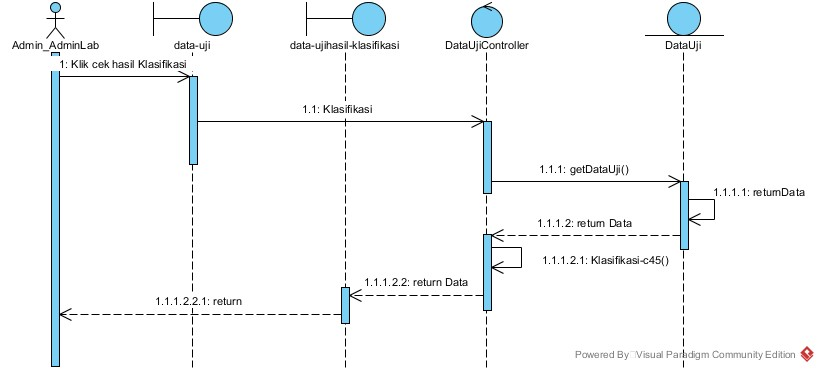 Admin_AdminLab
data-uji
data-ujihasil-klasifikasi
DataUjiController
DataUji
1: Klik cek hasil Klasifikasi
1.1: Klasifikasi
1.1.1: getDataUji()
1.1.1.1: returnData
1.1.1.2: return Data
1.1.1.2.1: Klasifikasi-c45()
1.1.1.2.2: return Data
1.1.1.2.2.1: return
Powered By Visual Paradigm Community Edition